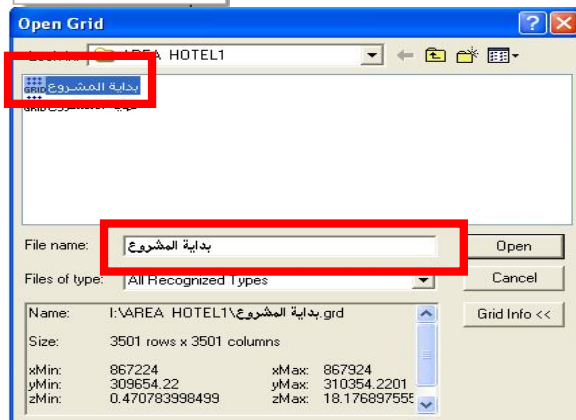 Open Grid
AREA HOTEL1
بداية المشروع
GRID
File name: بداية المشروع
Open
Files of type: All Recognized Types
Cancel
Name: I:\AREA HOTEL1\بداية المشروع.grd
Grid Info <<
Size: 3501 rows x 3501 columns
xMin: 867224 xMax: 867924
yMin: 309654.22 yMax: 310354.2201
zMin: 0.470783998499 zMax: 18.176897555